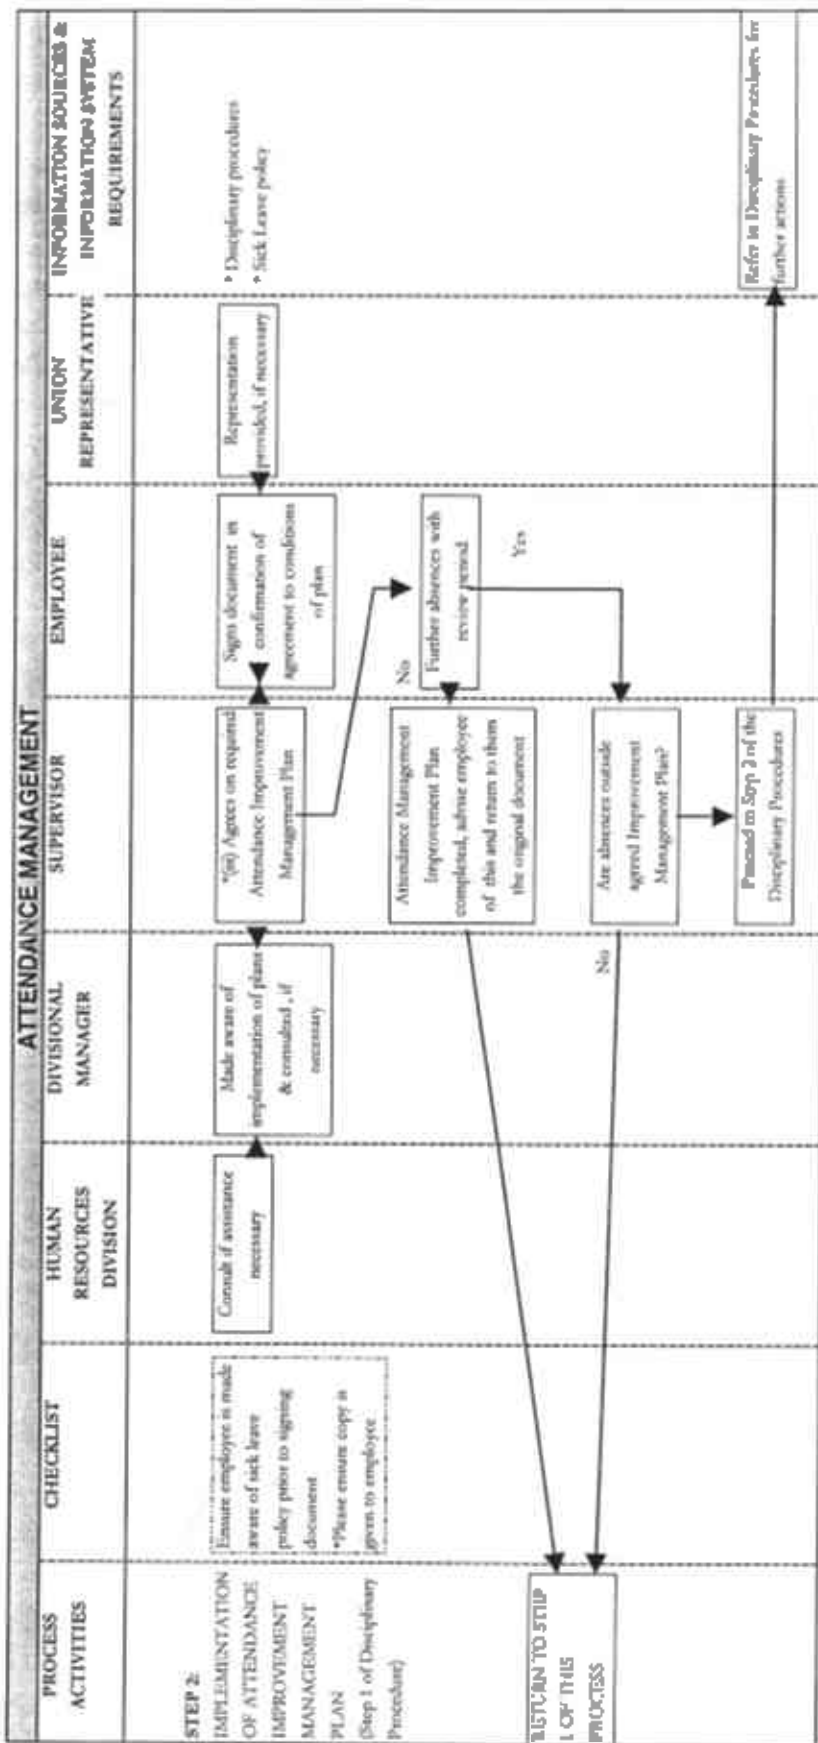 ATTENDANCE MANAGEMENT
PROCESS
ACTIVITIES
CHECKLIST
HUMAN
RESOURCES
DIVISION
DIVISIONAL
MANAGER
SUPERVISOR
EMPLOYEE
UNION
REPRESENTATIVE
INFORMATION SOURCES &
INFORMATION SYSTEM
REQUIREMENTS
STEP 2:
IMPLEMENTATION
OF ATTENDANCE
IMPROVEMENT
MANAGEMENT
PLAN
(Step 1 of Disciplinary
Procedure)
Ensure employee is made
aware of sick leave
policy prior to signing
document
*Please ensure copy is
given to employee
Consult if assistance
necessary
Made aware of
implementation of plans
& consulted , if
necessary
*(iii) Agrees on required
Attendance Improvement
Management Plan
Signs document in
confirmation of
agreement to conditions
of plan
Representation
provided, if necessary
* Disciplinary procedures
* Sick Leave policy
Further absences with
review period
No
Yes
Attendance Management
Improvement Plan
completed, advise employee
of this and return to them
the original document
Are absences outside
agreed Improvement
Management Plan?
No
Proceed to Step 2 of the
Disciplinary Procedures
Refer to Disciplinary Procedures for
further actions
RETURN TO STEP
1 OF THIS
PROCESS